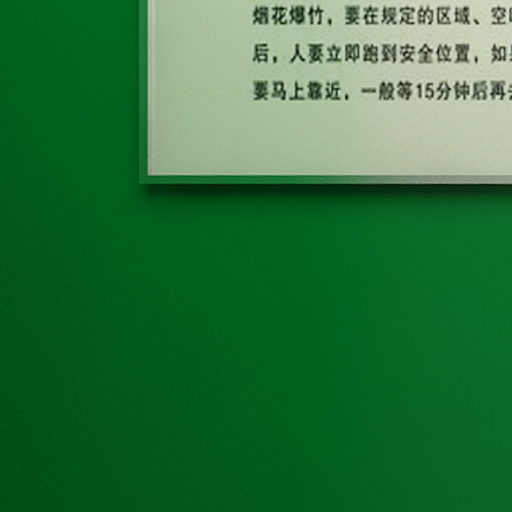 烟花爆竹，要在规定的区域、空
后，人要立即跑到安全位置，如
要马上靠近，一般等15分钟后再